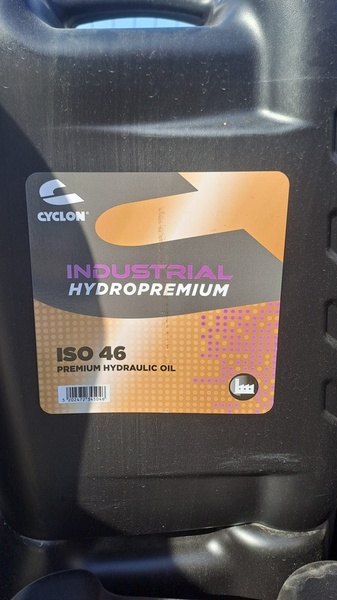 CYCLON®
INDUSTRIAL
HYDROPREMIUM
ISO 46
PREMIUM HYDRAULIC OIL